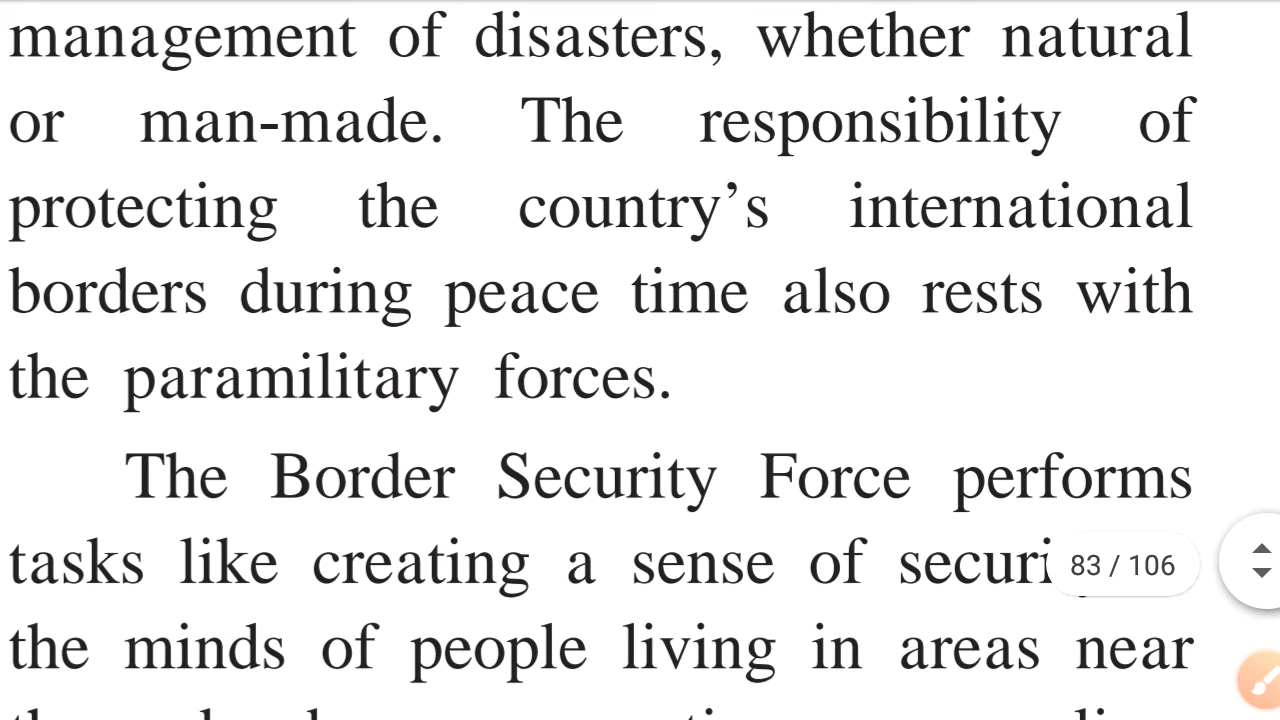 management of disasters, whether natural
or man-made. The responsibility of
protecting the country’s international
borders during peace time also rests with
the paramilitary forces.
The Border Security Force performs
tasks like creating a sense of
83 / 106
the minds of people living in areas near